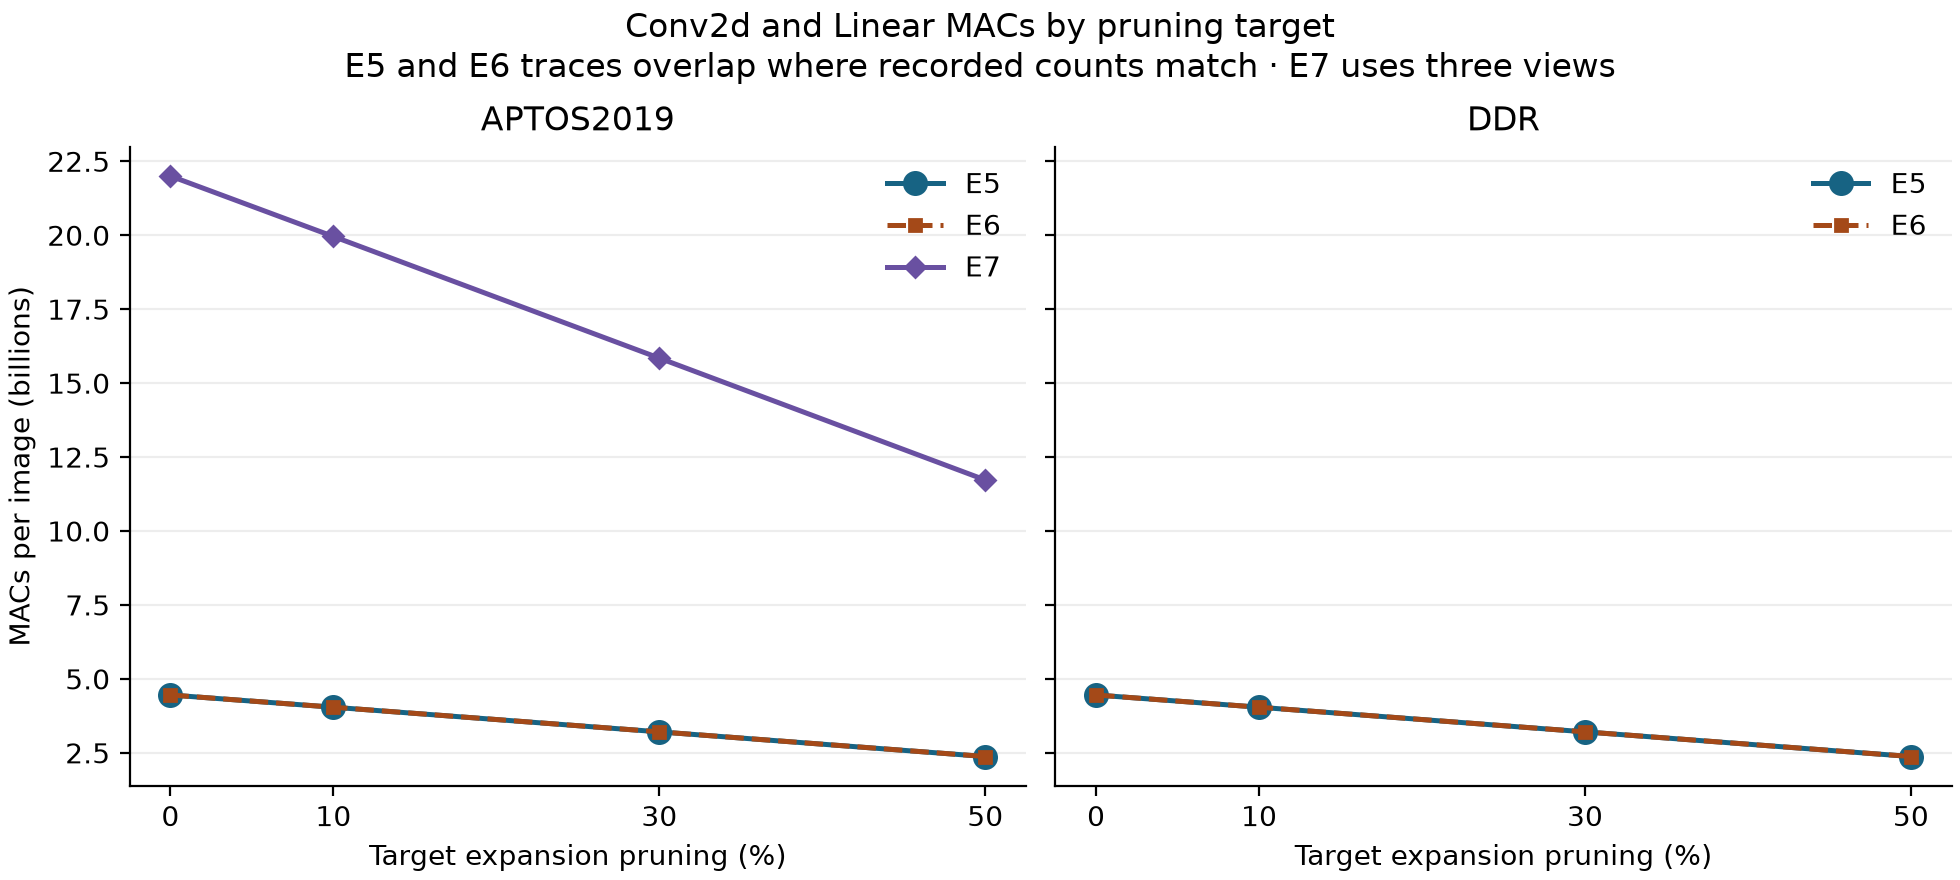 Conv2d and Linear MACs by pruning target
E5 and E6 traces overlap where recorded counts match · E7 uses three views
APTOS2019
MACs per image (billions)
22.5
20.0
17.5
15.0
12.5
10.0
7.5
5.0
2.5
0
10
30
50
Target expansion pruning (%)
E5
E6
E7
DDR
E5
E6
0
10
30
50
Target expansion pruning (%)